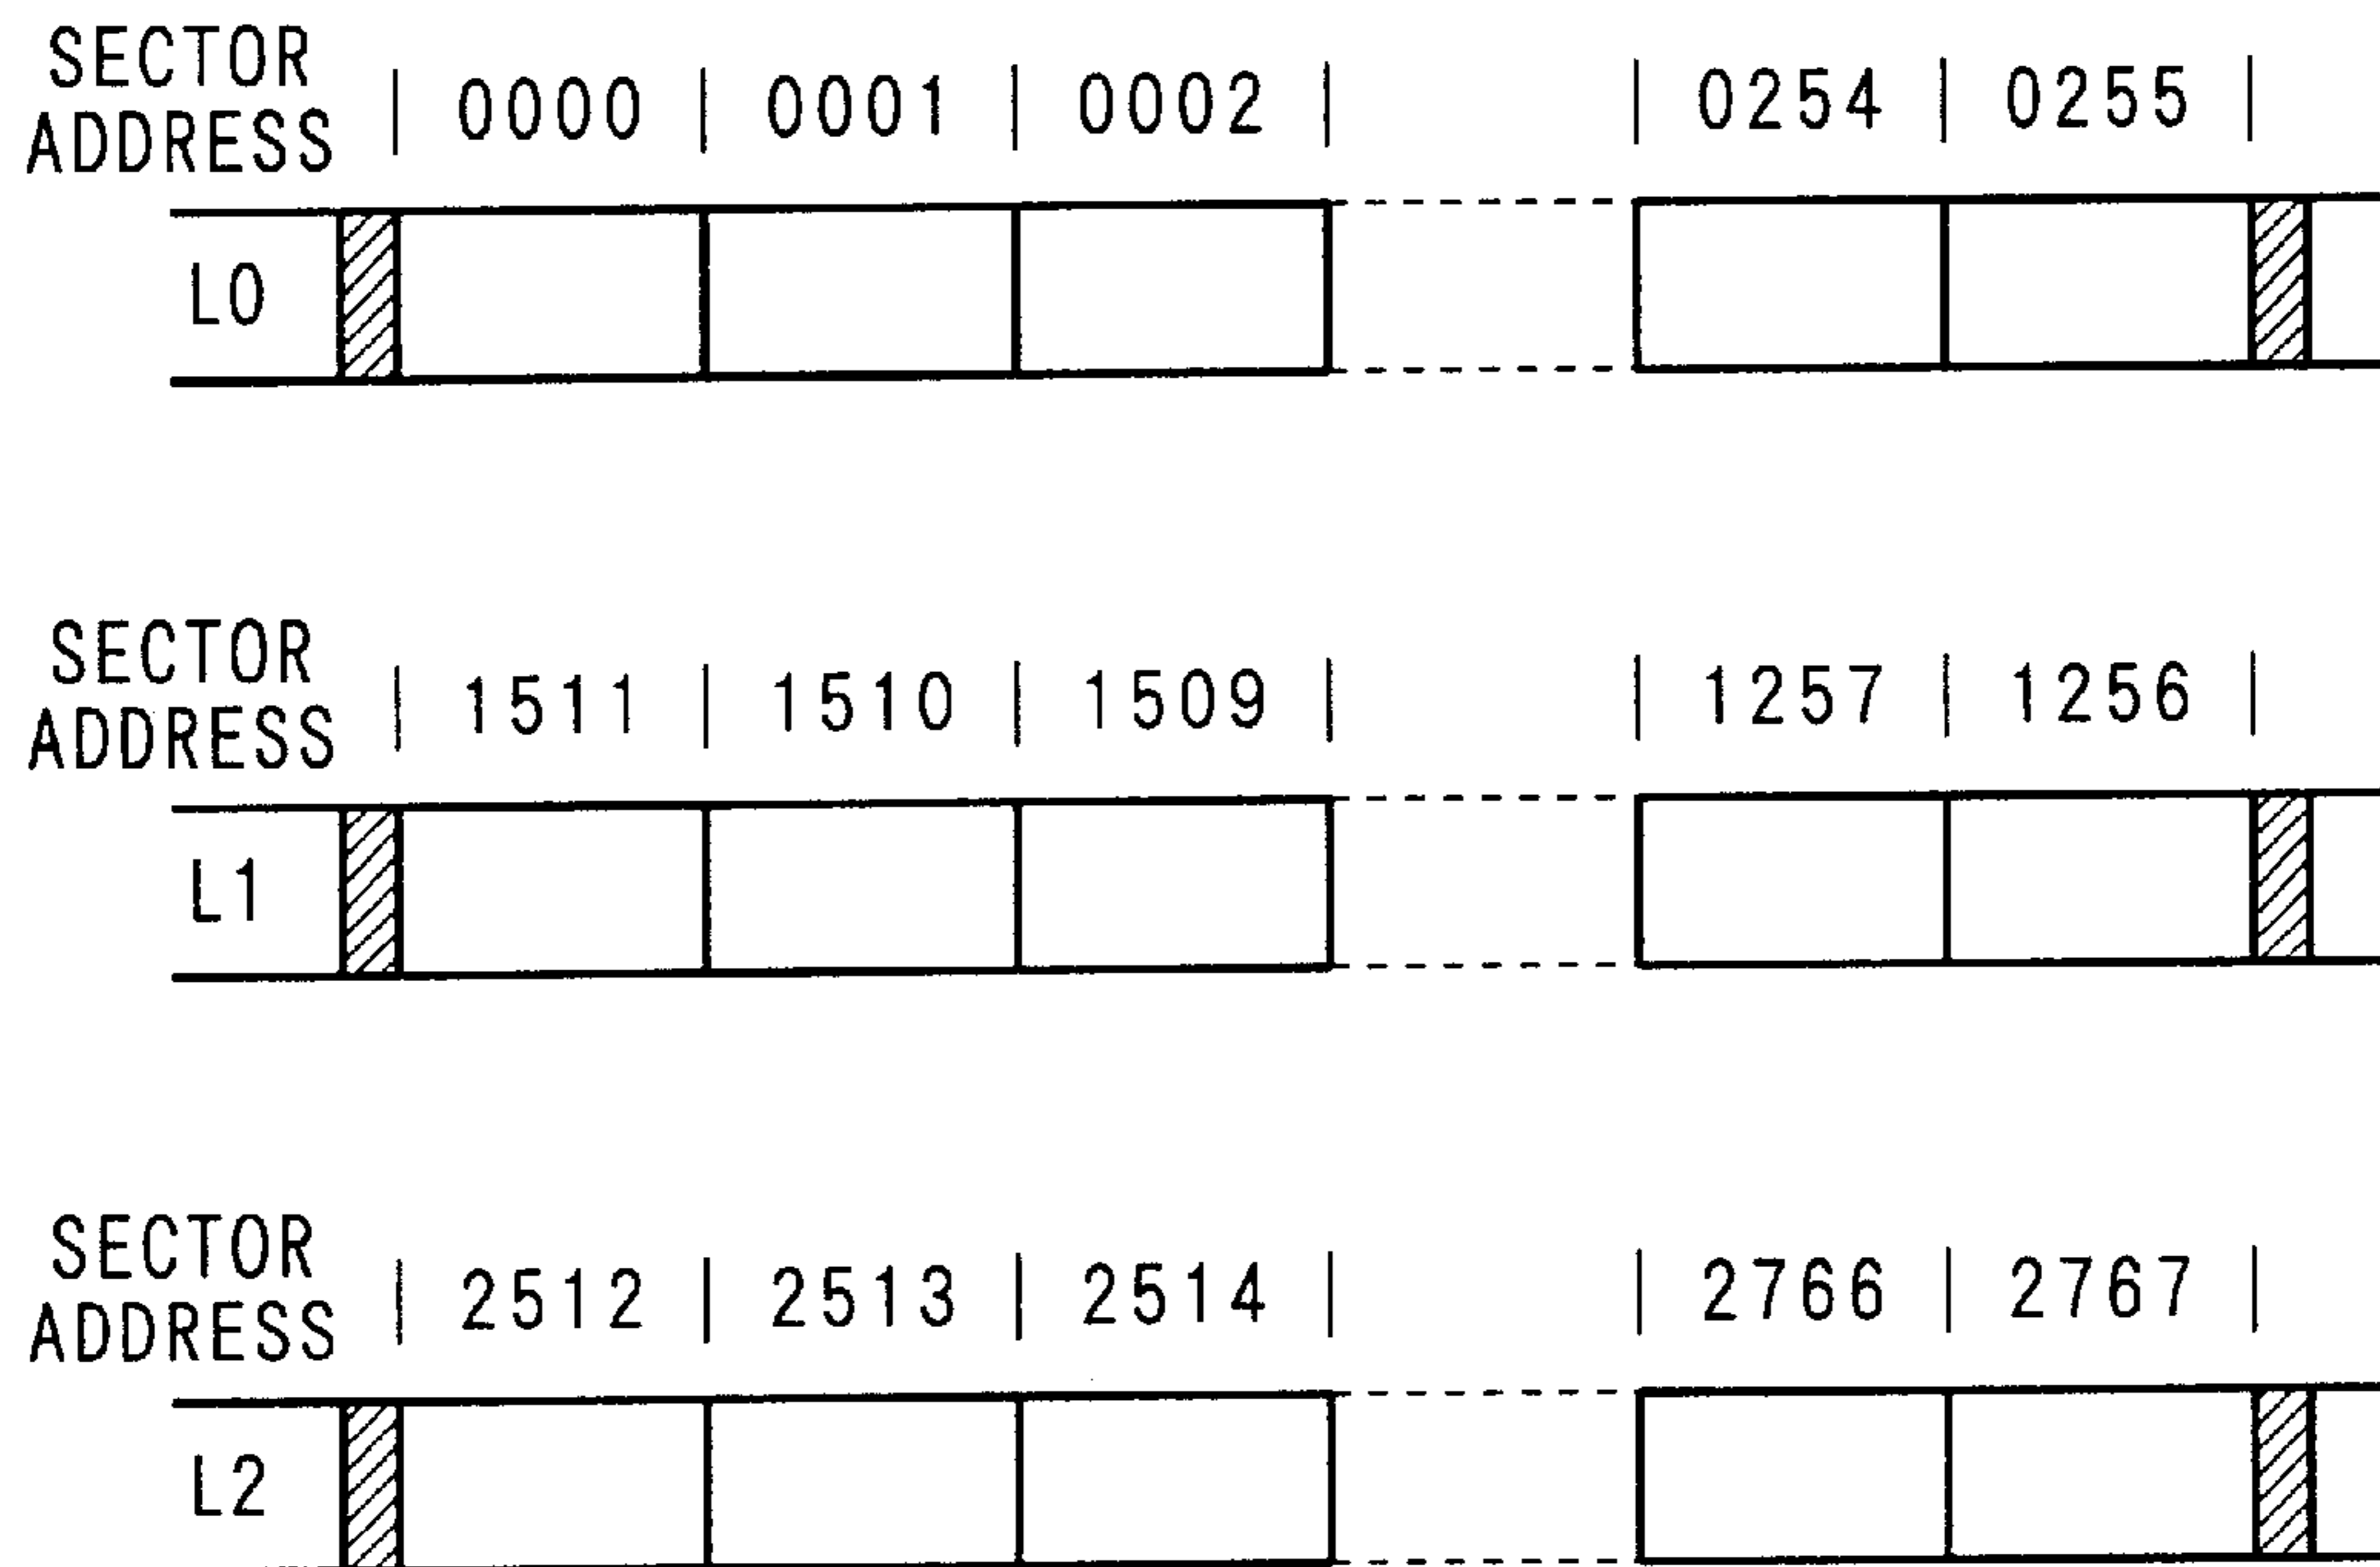 SECTOR
ADDRESS
0000 0001 0002 0254 0255
L0
SECTOR
ADDRESS
1511 1510 1509 1257 1256
L1
SECTOR
ADDRESS
2512 2513 2514 2766 2767
L2